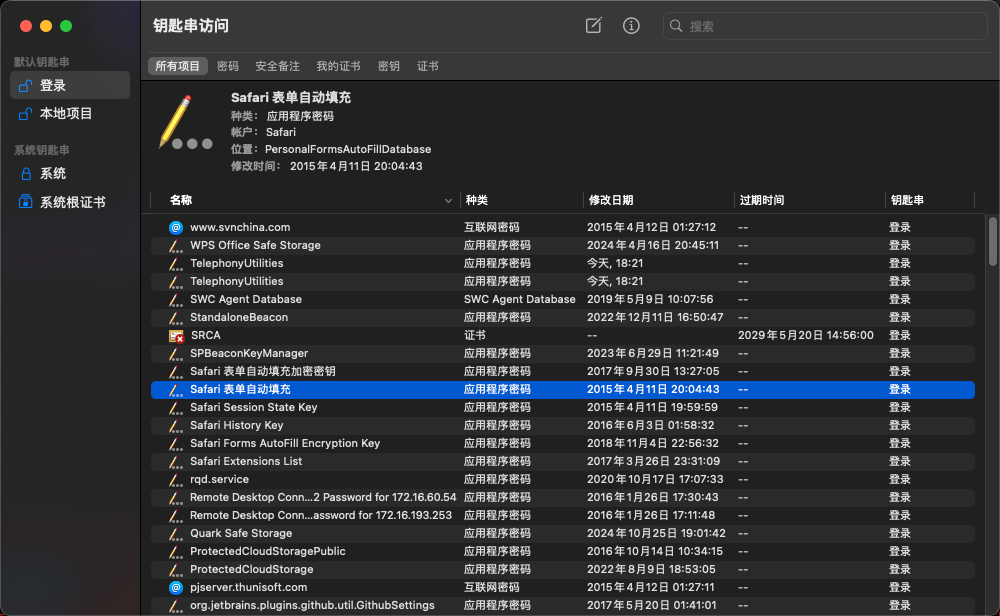 钥匙串访问
搜索
默认钥匙串
登录
本地项目
系统钥匙串
系统
系统根证书
所有项目 密码 安全备注 我的证书 密钥 证书
Safari 表单自动填充
种类： 应用程序密码
帐户： Safari
位置： PersonalFormsAutoFillDatabase
修改时间： 2015年4月11日 20:04:43
名称 种类 修改日期 过期时间 钥匙串
www.svnchina.com 互联网密码 2015年4月12日 01:27:12 -- 登录
WPS Office Safe Storage 应用程序密码 2024年4月16日 20:45:11 -- 登录
TelephonyUtilities 应用程序密码 今天, 18:21 -- 登录
TelephonyUtilities 应用程序密码 今天, 18:21 -- 登录
SWC Agent Database SWC Agent Database 2019年5月9日 10:07:56 -- 登录
StandaloneBeacon 应用程序密码 2022年12月11日 16:50:47 -- 登录
SRCA 证书 -- 2029年5月20日 14:56:00 登录
SPBeaconKeyManager 应用程序密码 2023年6月29日 11:21:49 -- 登录
Safari 表单自动填充加密密钥 应用程序密码 2017年9月30日 13:27:05 -- 登录
Safari 表单自动填充 应用程序密码 2015年4月11日 20:04:43 -- 登录
Safari Session State Key 应用程序密码 2015年4月11日 19:59:59 -- 登录
Safari History Key 应用程序密码 2016年6月3日 01:58:32 -- 登录
Safari Forms AutoFill Encryption Key 应用程序密码 2018年11月4日 22:56:32 -- 登录
Safari Extensions List 应用程序密码 2017年3月26日 23:31:09 -- 登录
rqd.service 应用程序密码 2020年10月17日 17:07:33 -- 登录
Remote Desktop Conn...2 Password for 172.16.60.54 应用程序密码 2016年1月26日 17:30:43 -- 登录
Remote Desktop Conn...assword for 172.16.193.253 应用程序密码 2016年1月26日 17:11:48 -- 登录
Quark Safe Storage 应用程序密码 2024年10月25日 19:01:42 -- 登录
ProtectedCloudStoragePublic 应用程序密码 2016年10月14日 10:34:15 -- 登录
ProtectedCloudStorage 应用程序密码 2022年8月9日 18:53:05 -- 登录
pjserver.thunisoft.com 互联网密码 2015年4月12日 01:27:11 -- 登录
org.jetbrains.plugins.github.util.GithubSettings 应用程序密码 2017年5月20日 01:41:01 -- 登录